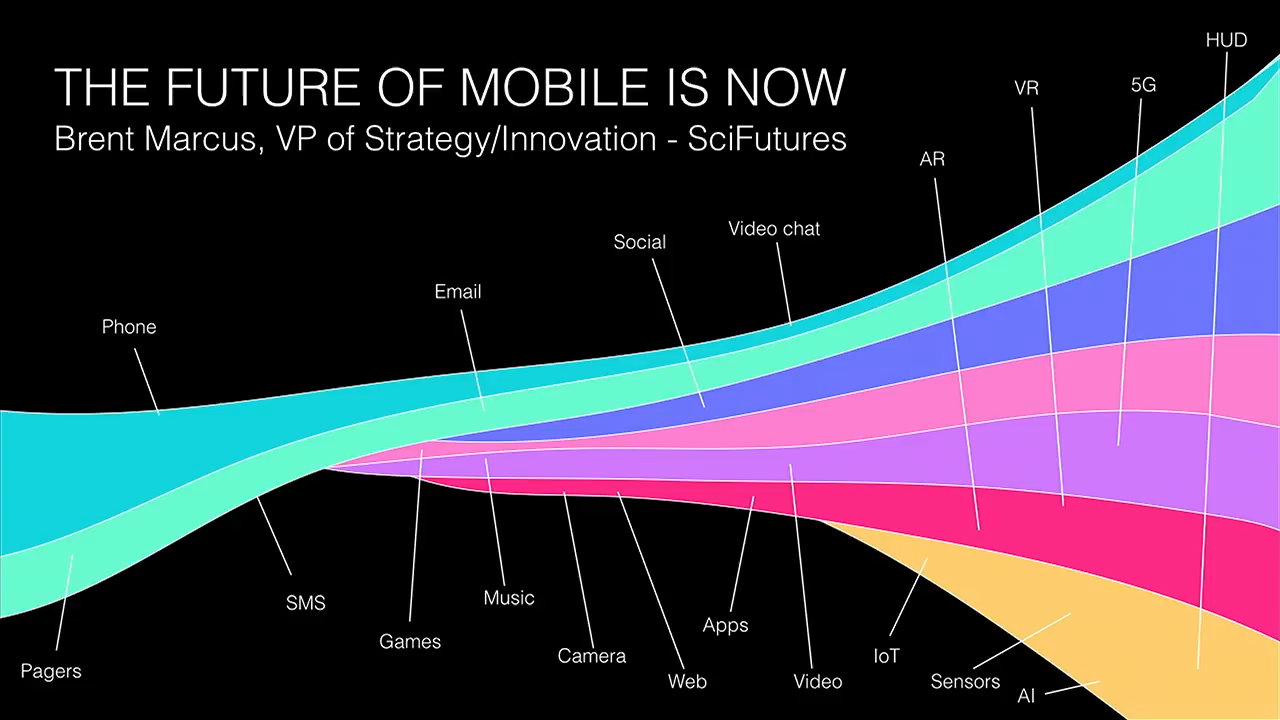 THE FUTURE OF MOBILE IS NOW
Brent Marcus, VP of Strategy/Innovation - SciFutures
HUD
VR
5G
AR
Video chat
Social
Email
Phone
SMS
Music
Games
Apps
Camera
IoT
Pagers
Web
Video
Sensors
AI